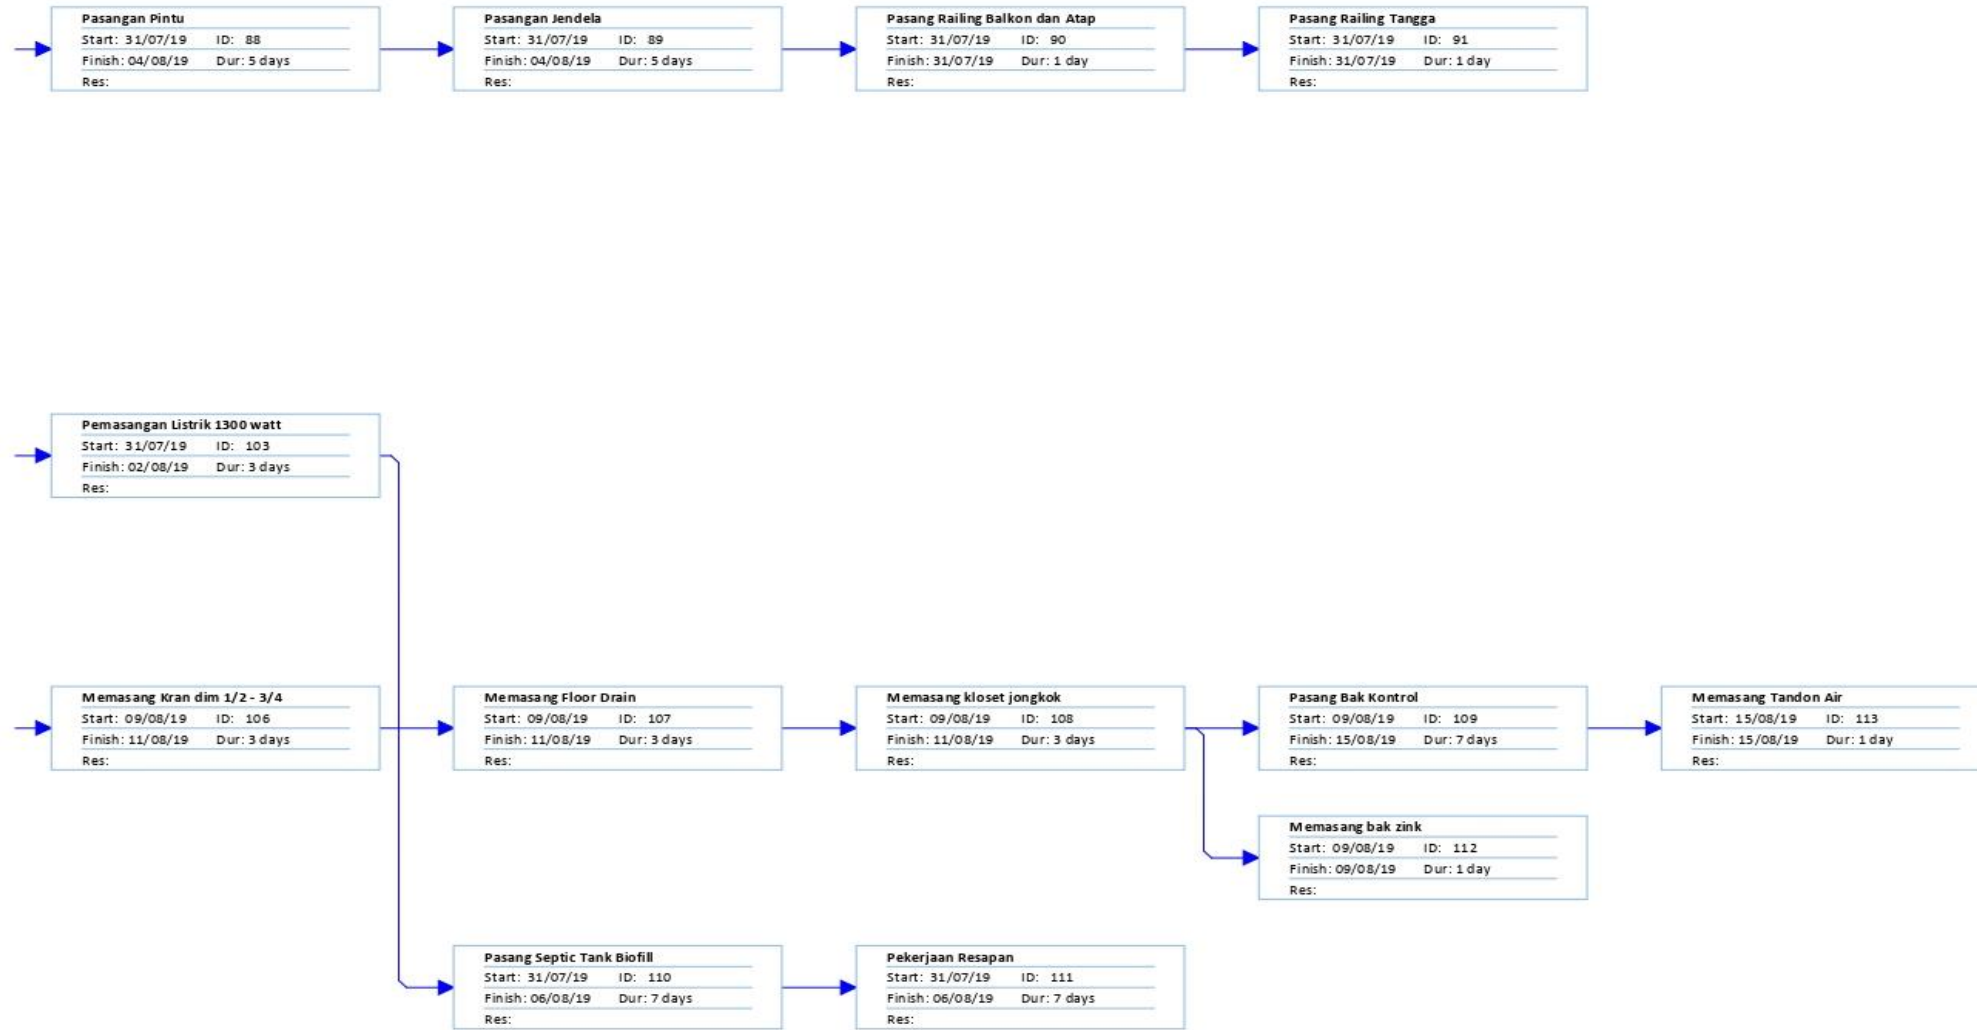 Pasangan Pintu
Start: 31/07/19 ID: 88
Finish: 04/08/19 Dur: 5 days
Res:
Pasangan Jendela
Start: 31/07/19 ID: 89
Finish: 04/08/19 Dur: 5 days
Res:
Pasang Railing Balkon dan Atap
Start: 31/07/19 ID: 90
Finish: 31/07/19 Dur: 1 day
Res:
Pasang Railing Tangga
Start: 31/07/19 ID: 91
Finish: 31/07/19 Dur: 1 day
Res:
Pemasangan Listrik 1300 watt
Start: 31/07/19 ID: 103
Finish: 02/08/19 Dur: 3 days
Res:
Memasang Kran dim 1/2 - 3/4
Start: 09/08/19 ID: 106
Finish: 11/08/19 Dur: 3 days
Res:
Memasang Floor Drain
Start: 09/08/19 ID: 107
Finish: 11/08/19 Dur: 3 days
Res:
Memasang kloset jongkok
Start: 09/08/19 ID: 108
Finish: 11/08/19 Dur: 3 days
Res:
Pasang Bak Kontrol
Start: 09/08/19 ID: 109
Finish: 15/08/19 Dur: 7 days
Res:
Memasang Tandon Air
Start: 15/08/19 ID: 113
Finish: 15/08/19 Dur: 1 day
Res:
Memasang bak zink
Start: 09/08/19 ID: 112
Finish: 09/08/19 Dur: 1 day
Res:
Pasang Septic Tank Biofill
Start: 31/07/19 ID: 110
Finish: 06/08/19 Dur: 7 days
Res:
Pekerjaan Resapan
Start: 31/07/19 ID: 111
Finish: 06/08/19 Dur: 7 days
Res: